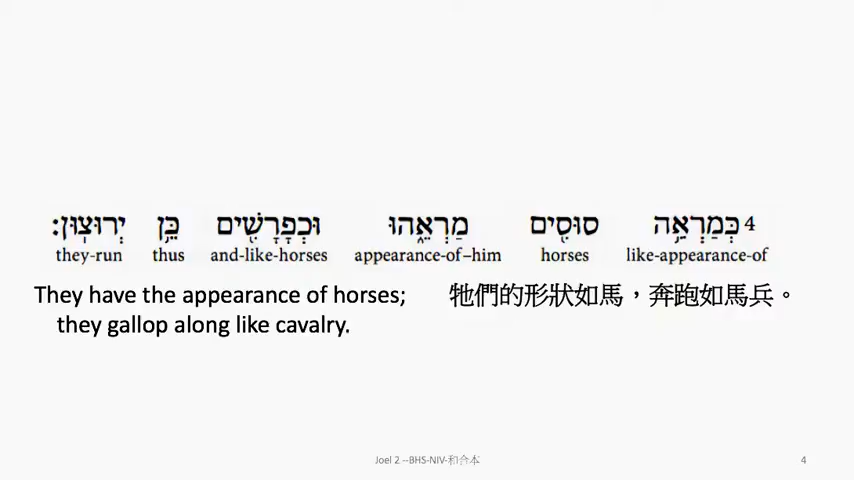 4 כְּמַרְאֵ֥ה סוּסִ֖ים מַרְאֵ֑הוּ וּכְפָרָשִׁ֖ים כֵּ֥ן יְרוּצֽוּן׃
like-appearance-of horses appearance-of–him and-like-horses thus they-run
They have the appearance of horses;
they gallop along like cavalry.
牠們的形狀如馬，奔跑如馬兵。
Joel 2 --BHS-NIV-和合本
4